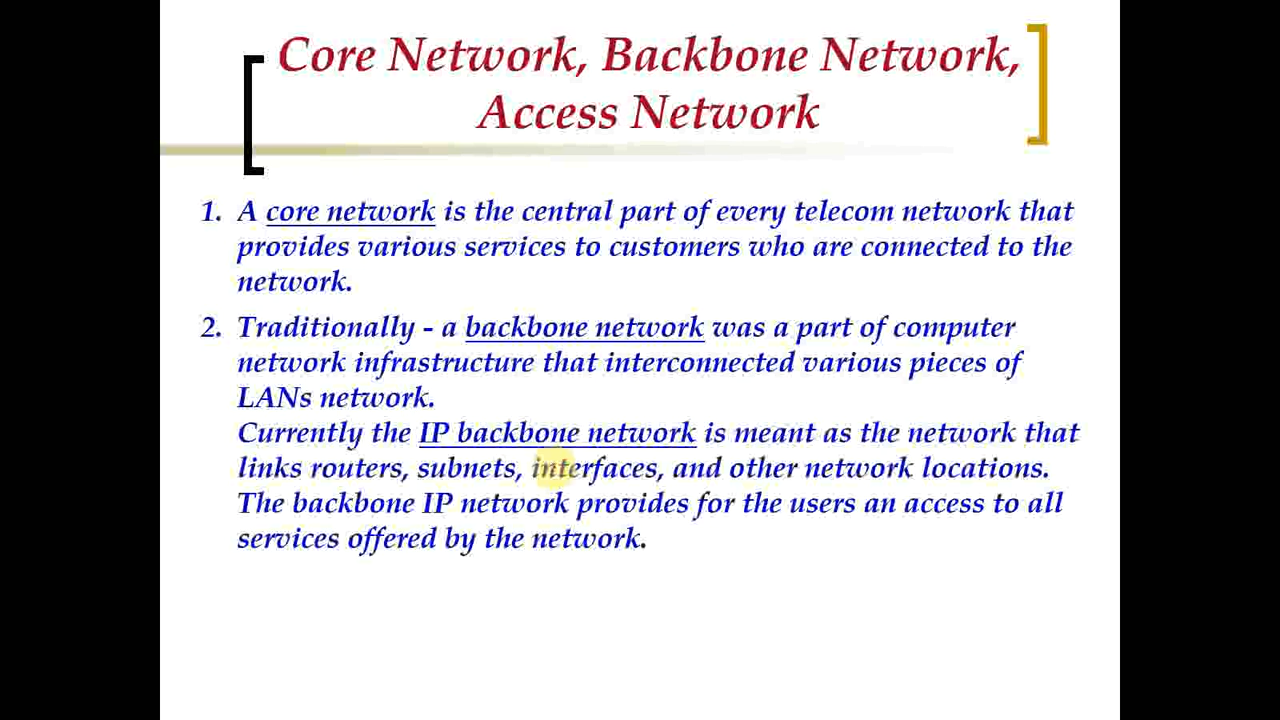 Core Network, Backbone Network,
Access Network
1. A core network is the central part of every telecom network that
provides various services to customers who are connected to the
network.
2. Traditionally - a backbone network was a part of computer
network infrastructure that interconnected various pieces of
LANs network.
Currently the IP backbone network is meant as the network that
links routers, subnets, interfaces, and other network locations.
The backbone IP network provides for the users an access to all
services offered by the network.